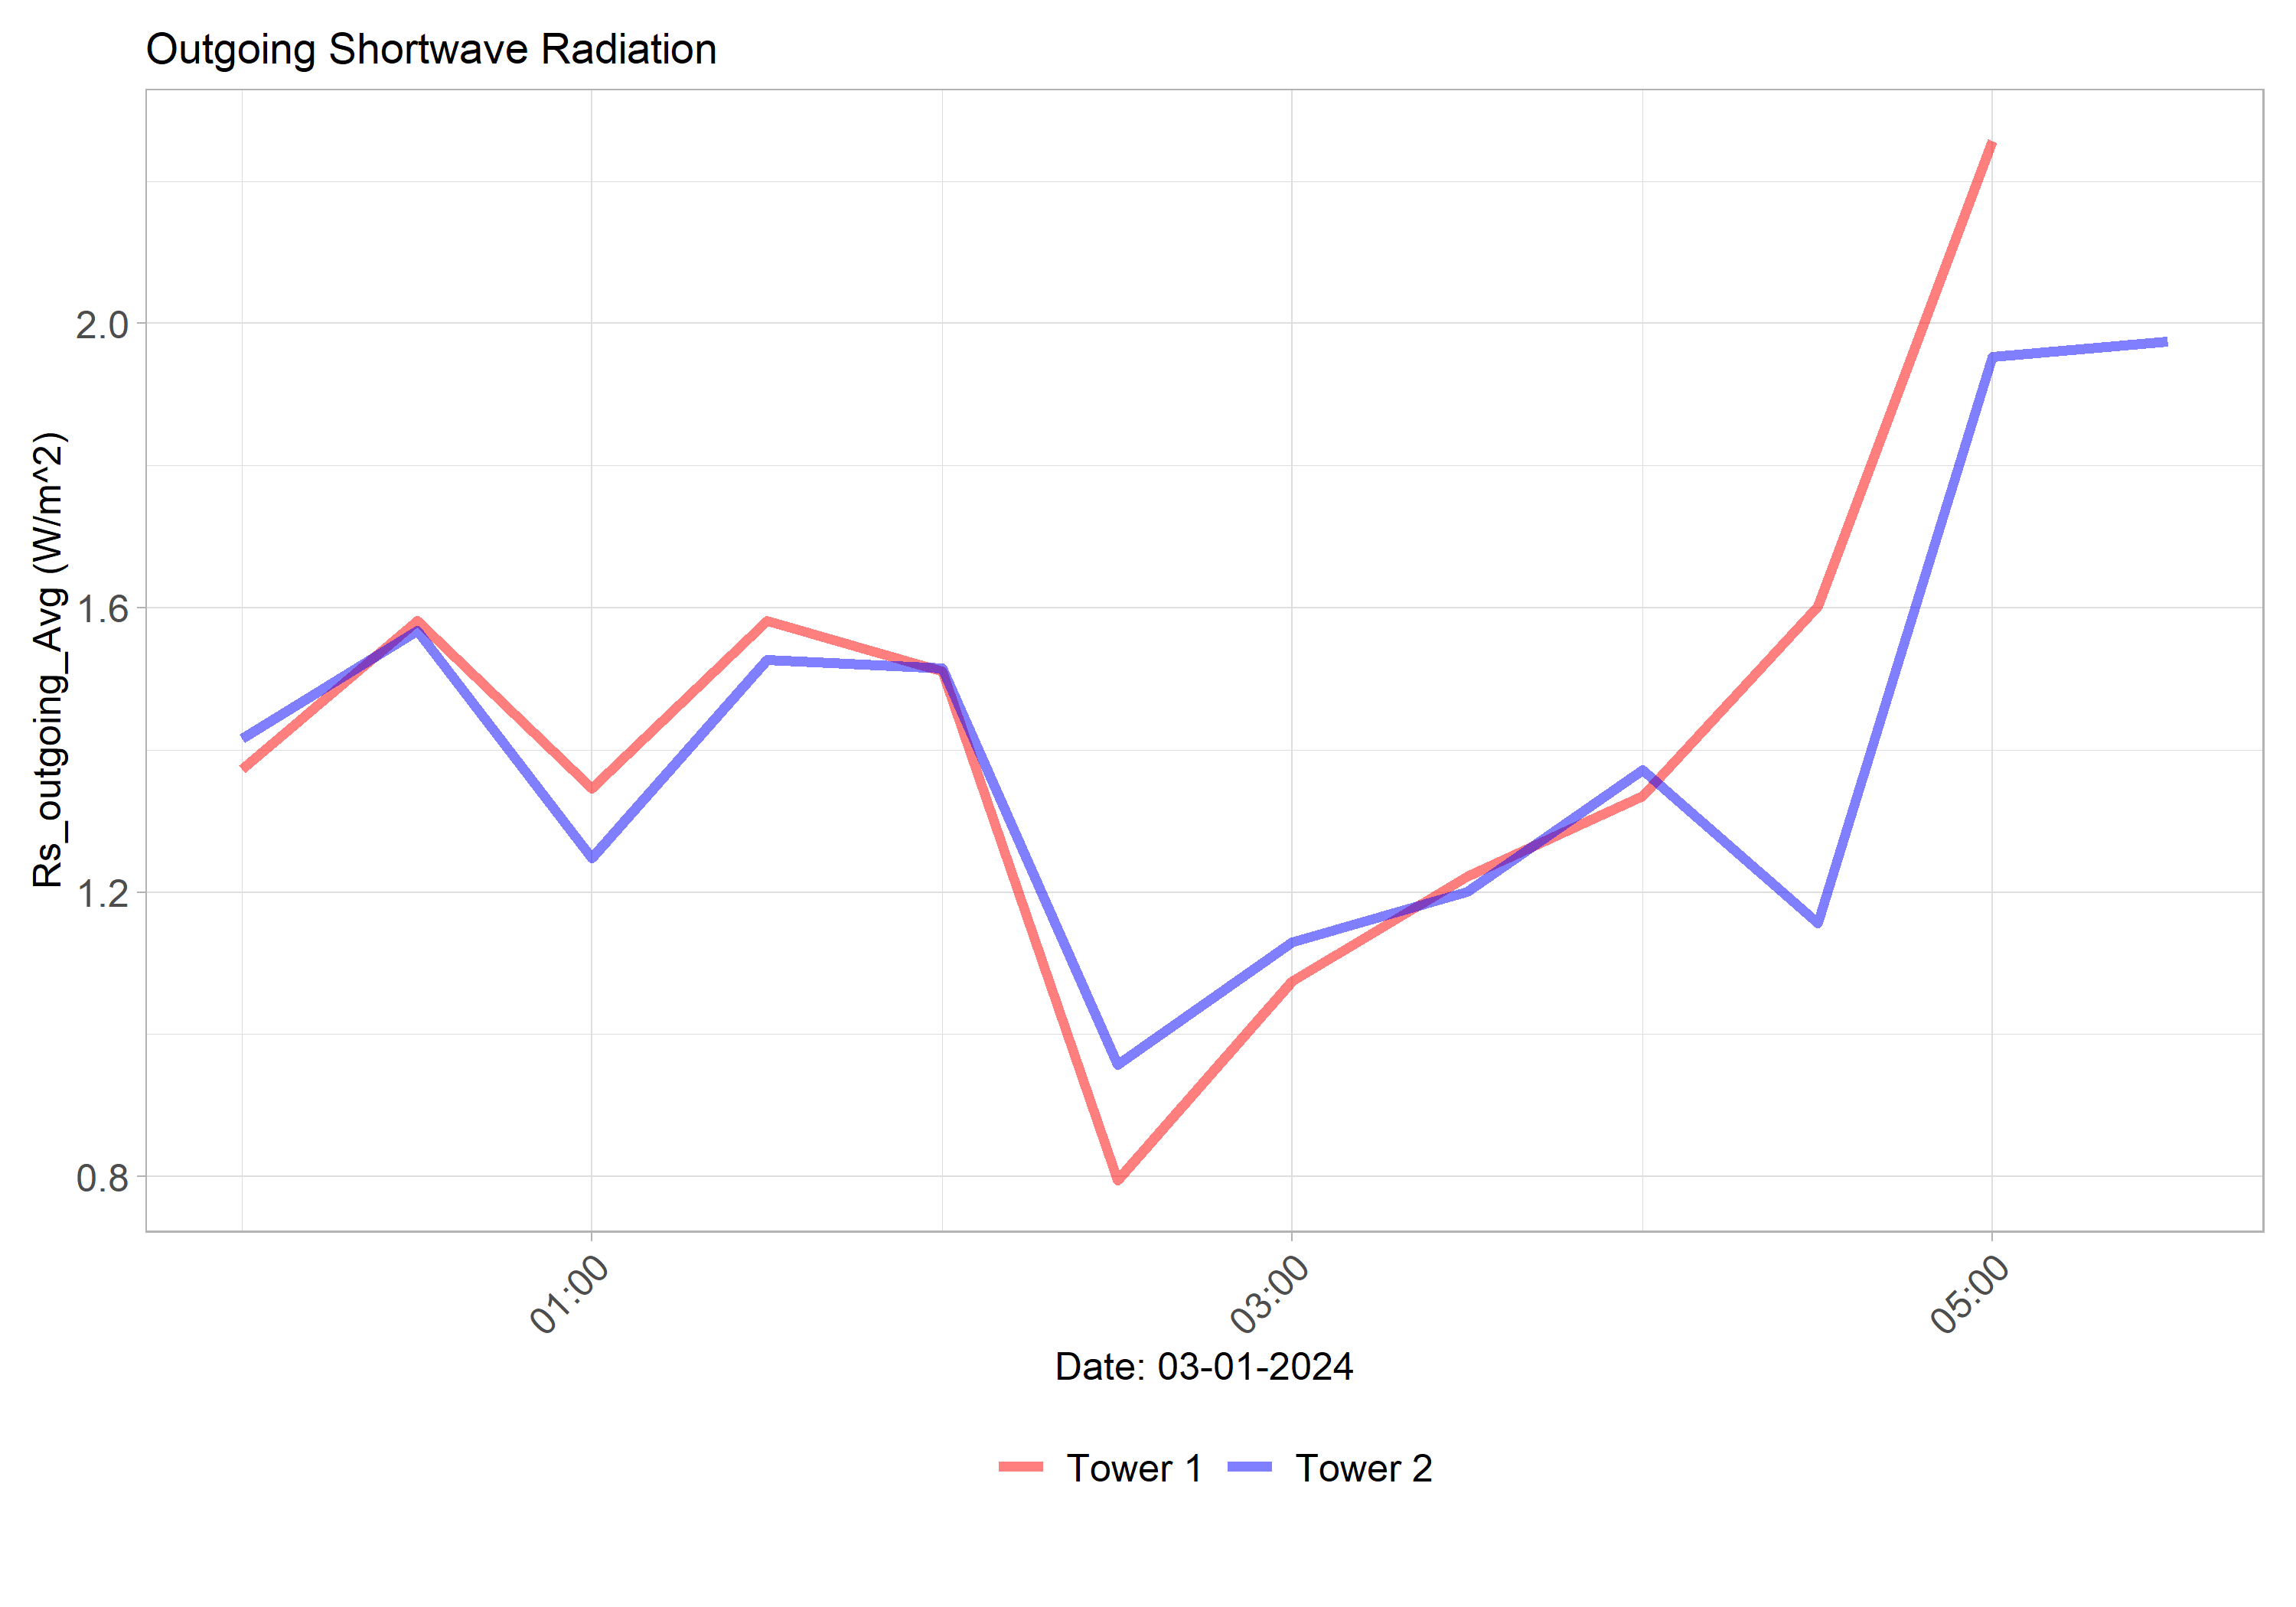 Outgoing Shortwave Radiation
Rs_outgoing_Avg (W/m^2)
2.0
1.6
1.2
0.8
01:00
03:00
05:00
Date: 03-01-2024
Tower 1
Tower 2